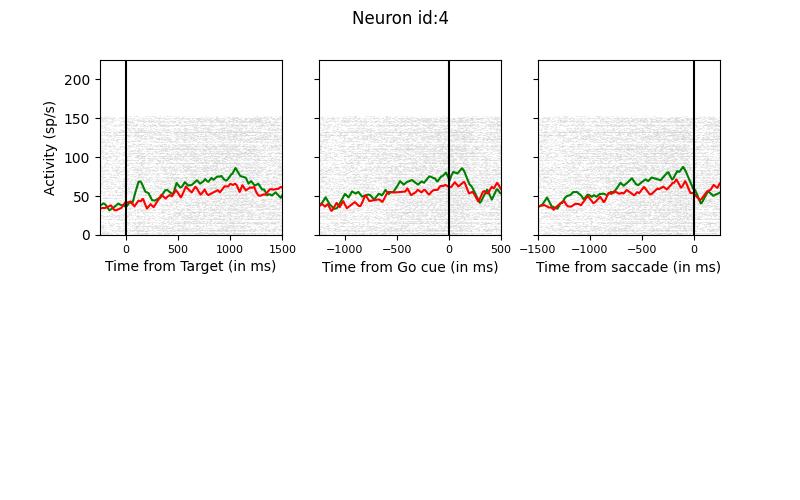 Neuron id:4
Activity (sp/s)
200
150
100
50
0
0 500 1000 1500
−1000 −500 0 500
−1500 −1000 −500 0
Time from Target (in ms)
Time from Go cue (in ms)
Time from saccade (in ms)